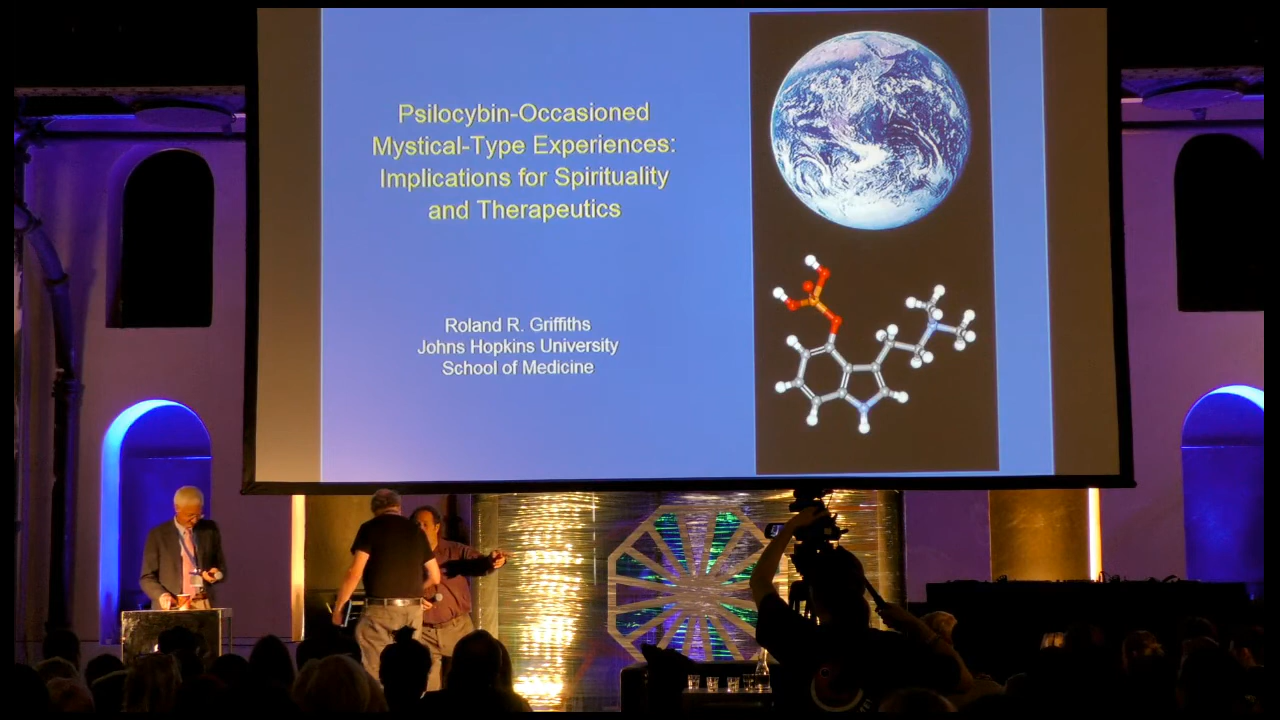 Psilocybin-Occasioned
Mystical-Type Experiences:
Implications for Spirituality
and Therapeutics
Roland R. Griffiths
Johns Hopkins University
School of Medicine